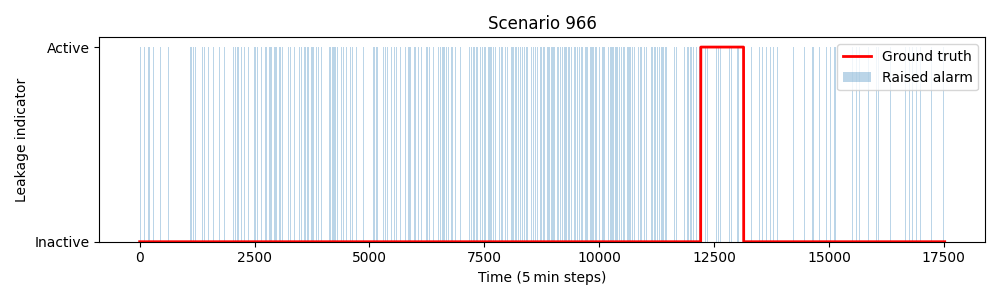 Scenario 966
Active
Inactive
Leakage indicator
Ground truth
Raised alarm
0 2500 5000 7500 10000 12500 15000 17500
Time (5 min steps)